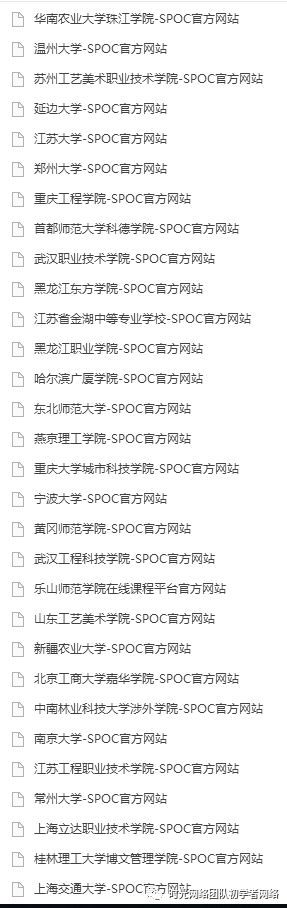 华南农业大学珠江学院-SPOC官方网站
温州大学-SPOC官方网站
苏州工艺美术职业技术学院-SPOC官方网站
延边大学-SPOC官方网站
江苏大学-SPOC官方网站
郑州大学-SPOC官方网站
重庆工程学院-SPOC官方网站
首都师范大学科德学院-SPOC官方网站
武汉职业技术学院-SPOC官方网站
黑龙江东方学院-SPOC官方网站
江苏省金湖中等专业学校-SPOC官方网站
黑龙江职业学院-SPOC官方网站
哈尔滨广厦学院-SPOC官方网站
东北师范大学-SPOC官方网站
燕京理工学院-SPOC官方网站
重庆大学城市科技学院-SPOC官方网站
宁波大学-SPOC官方网站
黄冈师范学院-SPOC官方网站
武汉工程科技学院-SPOC官方网站
乐山师范学院在线课程平台官方网站
山东工艺美术学院-SPOC官方网站
新疆农业大学-SPOC官方网站
北京工商大学嘉华学院-SPOC官方网站
中南林业科技大学涉外学院-SPOC官方网站
南京大学-SPOC官方网站
江苏工程职业技术学院-SPOC官方网站
常州大学-SPOC官方网站
上海立达职业技术学院-SPOC官方网站
桂林理工大学博文管理学院-SPOC官方网站
上海交通大学-SPOC官方网站
时光网络团队初学者网络